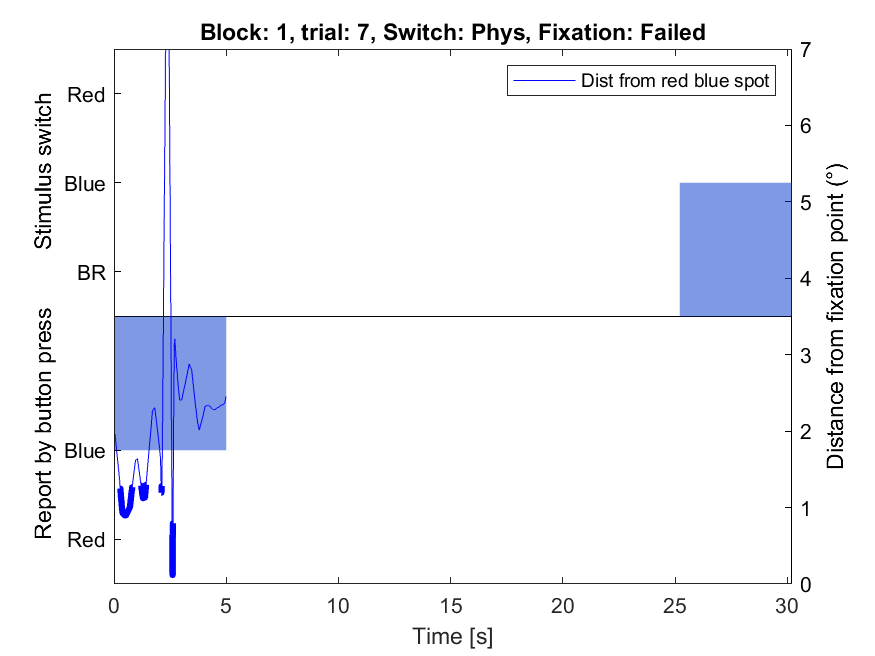 Block: 1, trial: 7, Switch: Phys, Fixation: Failed
Dist from red blue spot
Stimulus switch
Red
Blue
BR
Report by button press
Blue
Red
7
6
5
4
3
2
1
0
Distance from fixation point (°)
0 5 10 15 20 25 30
Time [s]